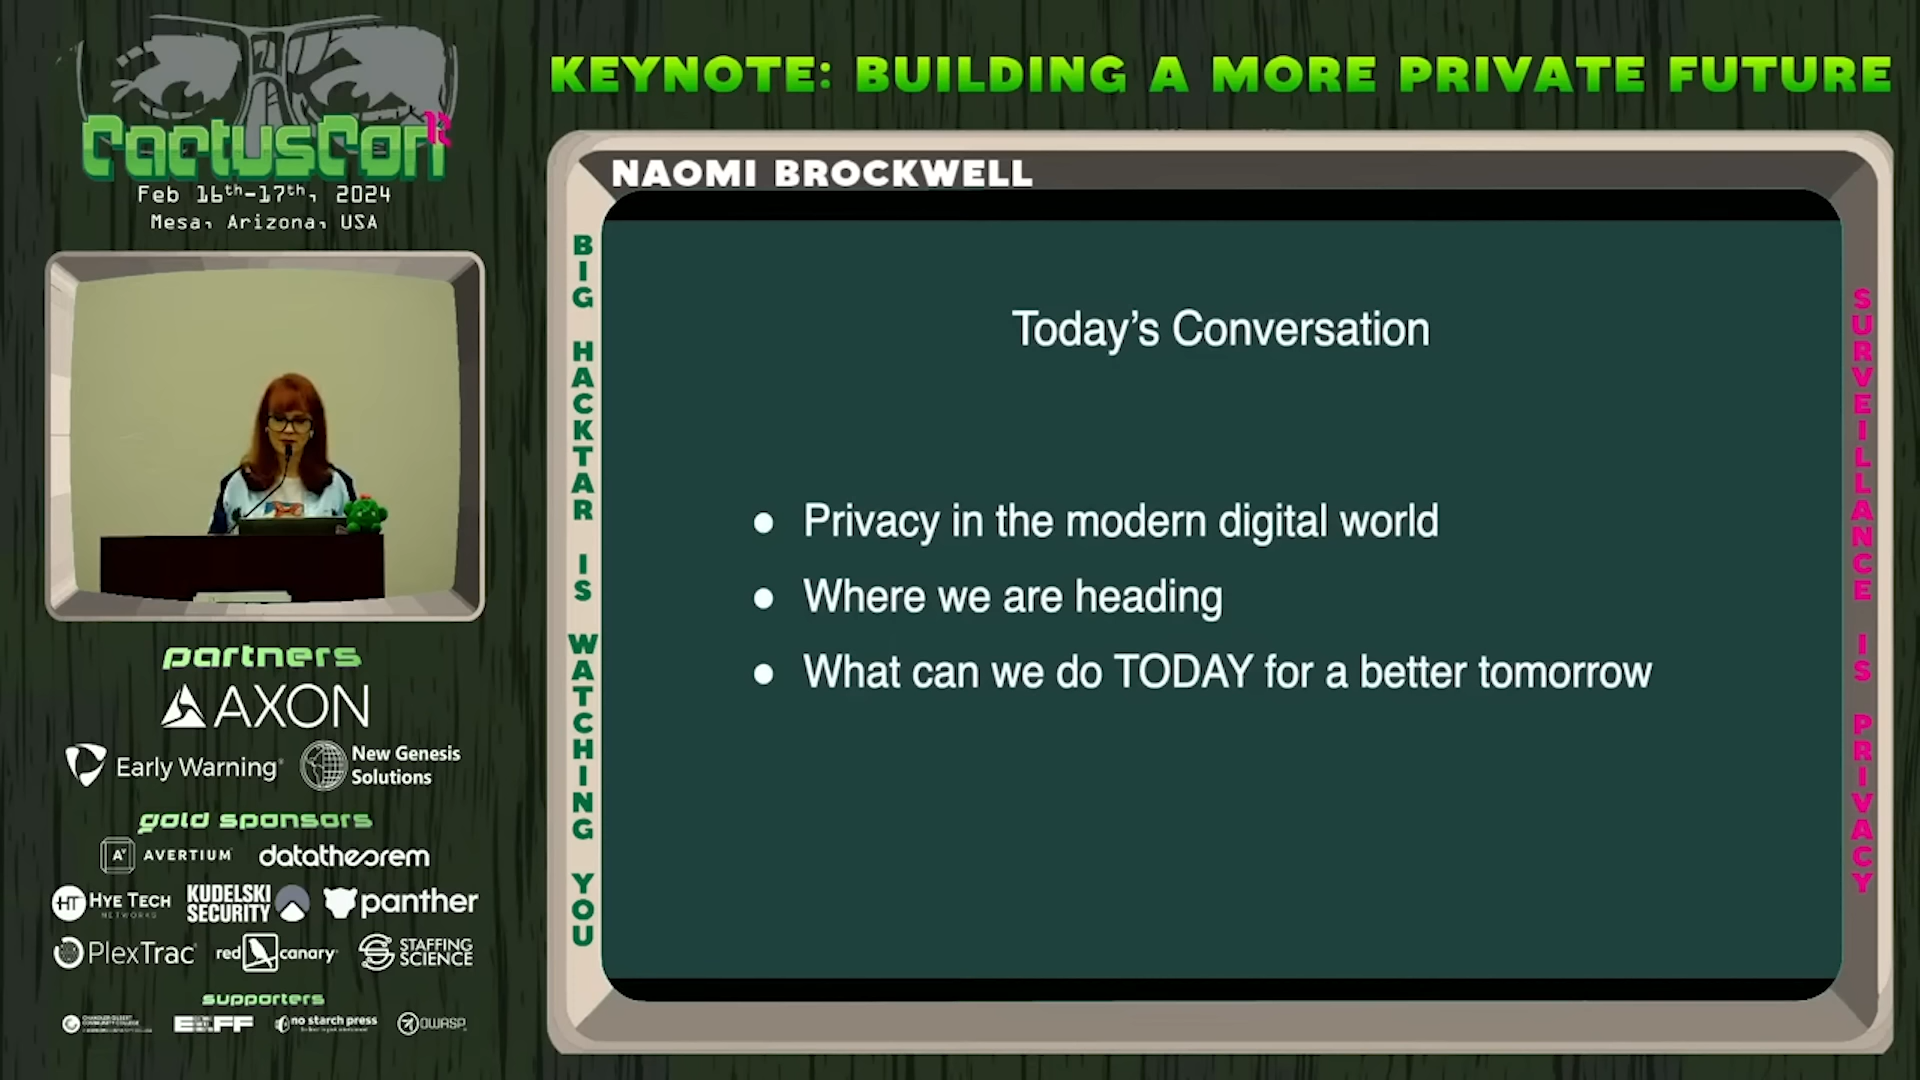 CactusCon
Feb 16th-17th, 2024
Mesa, Arizona, USA
KEYNOTE: BUILDING A MORE PRIVATE FUTURE
NAOMI BROCKWELL
BIG HACKTAR IS WATCHING YOU
Today’s Conversation
● Privacy in the modern digital world
● Where we are heading
● What can we do TODAY for a better tomorrow
SURVEILLANCE IS PRIVACY
partners
AXON
Early Warning
New Genesis
Solutions
gold sponsors
AVERTIUM
datatheorem
HT HYE TECH
NETWORKS
KUDELSKI
SECURITY
panther
PlexTrac
red canary
STAFFING
SCIENCE
supporters
EFF
no starch press
OWASP